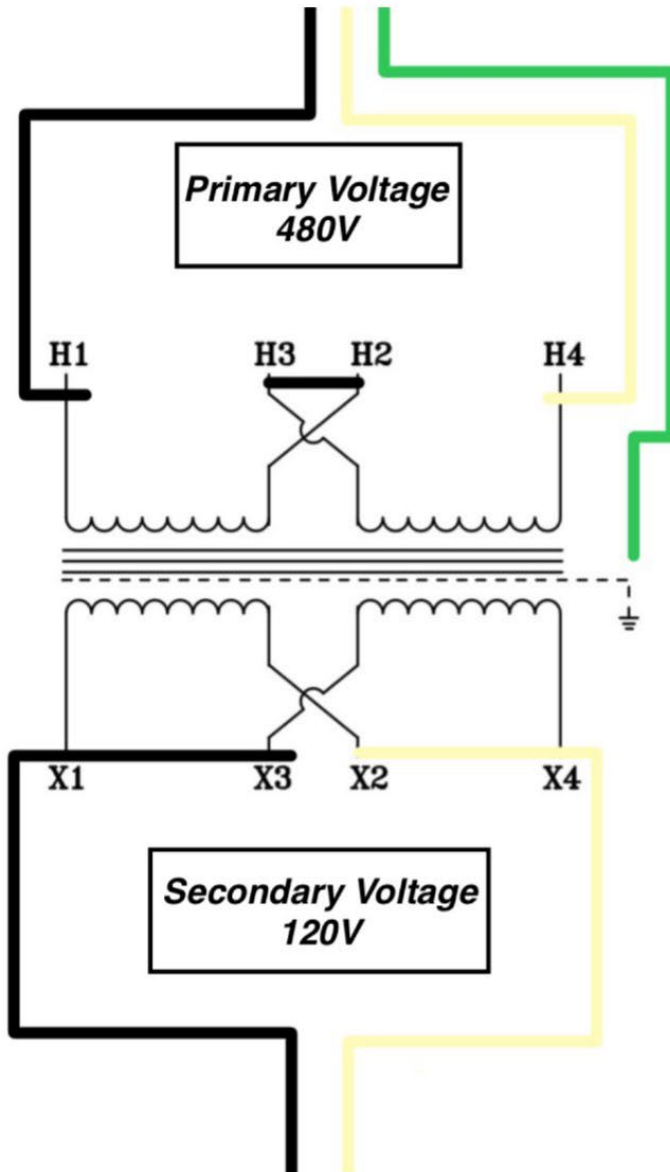 Primary Voltage
480V
H1 H3 H2 H4
X1 X3 X2 X4
Secondary Voltage
120V